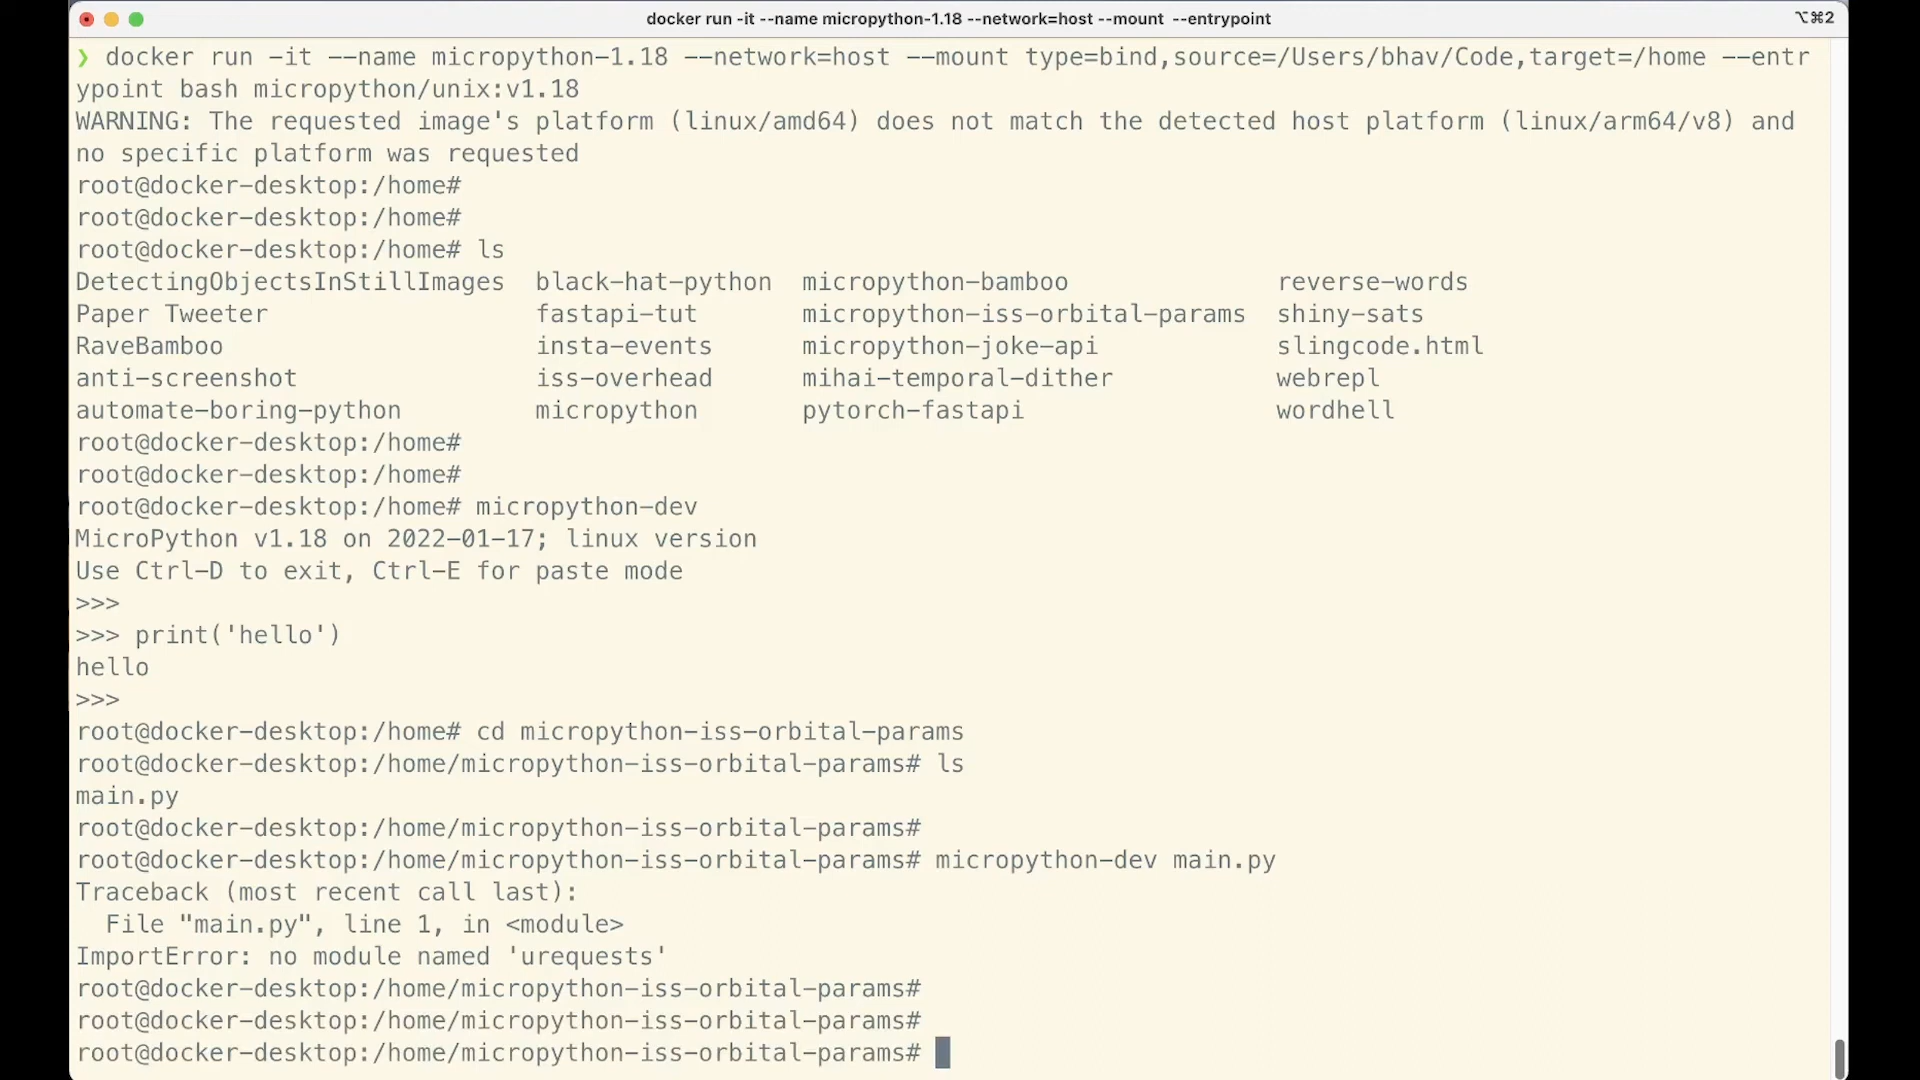 docker run -it --name micropython-1.18 --network=host --mount --entrypoint
⌥⌘2
❯ docker run -it --name micropython-1.18 --network=host --mount type=bind,source=/Users/bhav/Code,target=/home --entr
ypoint bash micropython/unix:v1.18
WARNING: The requested image's platform (linux/amd64) does not match the detected host platform (linux/arm64/v8) and
no specific platform was requested
root@docker-desktop:/home#
root@docker-desktop:/home#
root@docker-desktop:/home# ls
DetectingObjectsInStillImages black-hat-python micropython-bamboo reverse-words
Paper Tweeter fastapi-tut micropython-iss-orbital-params shiny-sats
RaveBamboo insta-events micropython-joke-api slingcode.html
anti-screenshot iss-overhead mihai-temporal-dither webrepl
automate-boring-python micropython pytorch-fastapi wordhell
root@docker-desktop:/home#
root@docker-desktop:/home#
root@docker-desktop:/home# micropython-dev
MicroPython v1.18 on 2022-01-17; linux version
Use Ctrl-D to exit, Ctrl-E for paste mode
>>>
>>> print('hello')
hello
>>>
root@docker-desktop:/home# cd micropython-iss-orbital-params
root@docker-desktop:/home/micropython-iss-orbital-params# ls
main.py
root@docker-desktop:/home/micropython-iss-orbital-params#
root@docker-desktop:/home/micropython-iss-orbital-params# micropython-dev main.py
Traceback (most recent call last):
  File "main.py", line 1, in <module>
ImportError: no module named 'urequests'
root@docker-desktop:/home/micropython-iss-orbital-params#
root@docker-desktop:/home/micropython-iss-orbital-params#
root@docker-desktop:/home/micropython-iss-orbital-params#